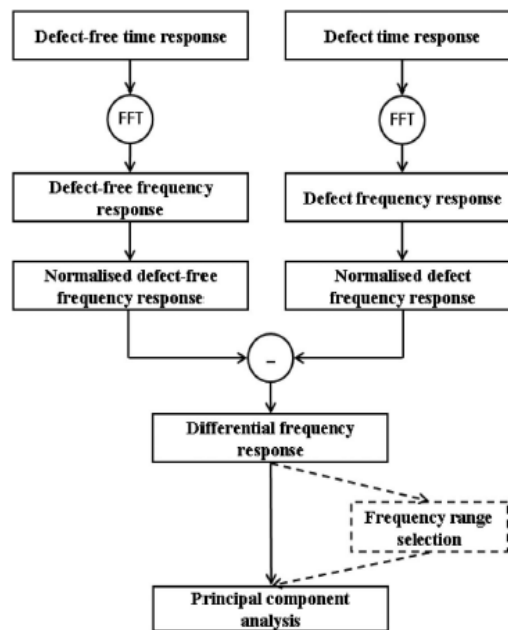 Defect-free time response
Defect time response
FFT
FFT
Defect-free frequency
response
Defect frequency response
Normalised defect-free
frequency response
Normalised defect
frequency response
–
Differential frequency
response
Frequency range
selection
Principal component
analysis